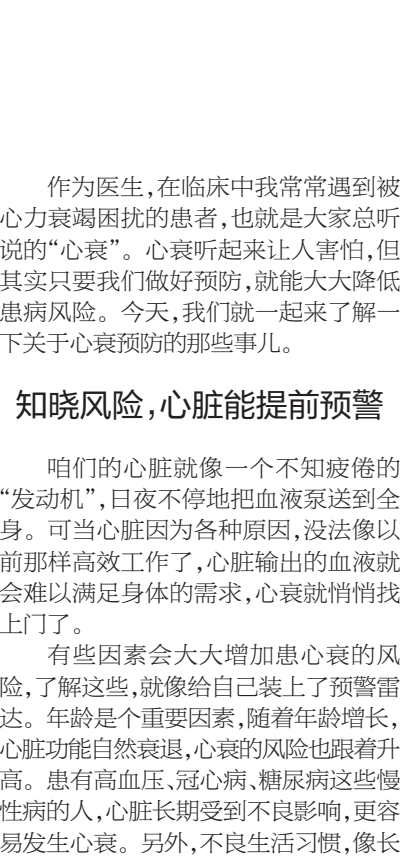 作为医生，在临床中我常常遇到被
心力衰竭困扰的患者，也就是大家总听
说的“心衰”。心衰听起来让人害怕，但
其实只要我们做好预防，就能大大降低
患病风险。今天，我们就一起来了解一
下关于心衰预防的那些事儿。
知晓风险，心脏能提前预警
咱们的心脏就像一个不知疲倦的
“发动机”，日夜不停地把血液泵送到全
身。可当心脏因为各种原因，没法像以
前那样高效工作了，心脏输出的血液就
会难以满足身体的需求，心衰就悄悄找
上门了。
有些因素会大大增加患心衰的风
险，了解这些，就像给自己装上了预警雷
达。年龄是个重要因素，随着年龄增长，
心脏功能自然衰退，心衰的风险也跟着升
高。患有高血压、冠心病、糖尿病这些慢
性病的人，心脏长期受到不良影响，更容
易发生心衰。另外，不良生活习惯，像长